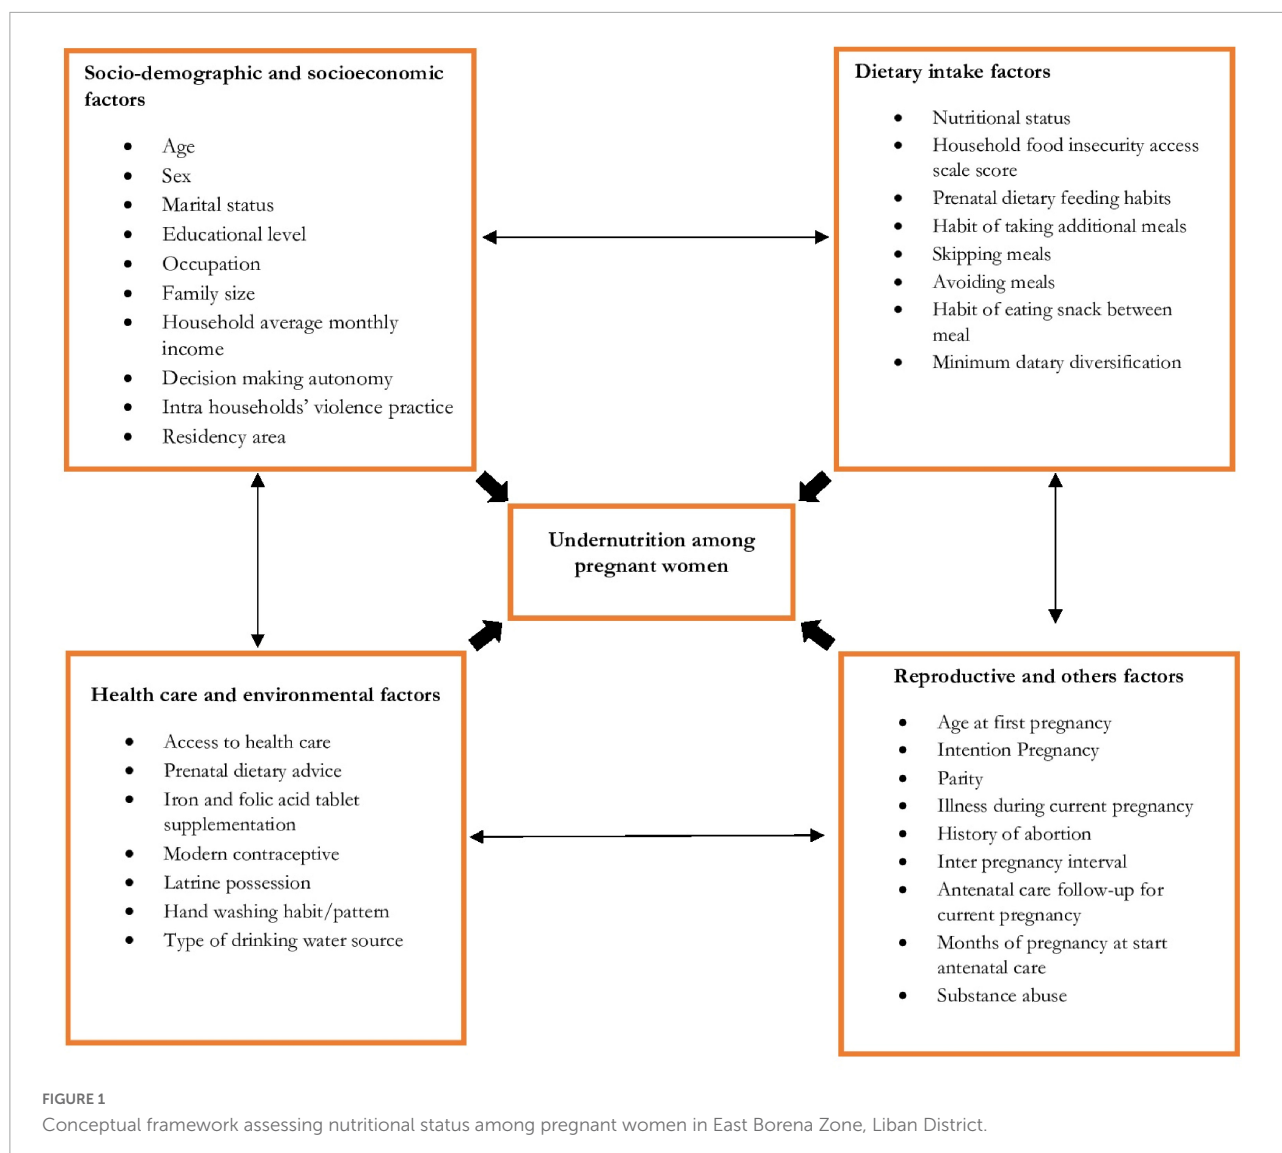 Socio-demographic and socioeconomic
factors
• Age
• Sex
• Marital status
• Educational level
• Occupation
• Family size
• Household average monthly
income
• Decision making autonomy
• Intra households’ violence practice
• Residency area
Dietary intake factors
• Nutritional status
• Household food insecurity access
scale score
• Prenatal dietary feeding habits
• Habit of taking additional meals
• Skipping meals
• Avoiding meals
• Habit of eating snack between
meal
• Minimum datary diversification
Undernutrition among
pregnant women
Health care and environmental factors
• Access to health care
• Prenatal dietary advice
• Iron and folic acid tablet
supplementation
• Modern contraceptive
• Latrine possession
• Hand washing habit/pattern
• Type of drinking water source
Reproductive and others factors
• Age at first pregnancy
• Intention Pregnancy
• Parity
• Illness during current pregnancy
• History of abortion
• Inter pregnancy interval
• Antenatal care follow-up for
current pregnancy
• Months of pregnancy at start
antenatal care
• Substance abuse
FIGURE 1
Conceptual framework assessing nutritional status among pregnant women in East Borena Zone, Liban District.